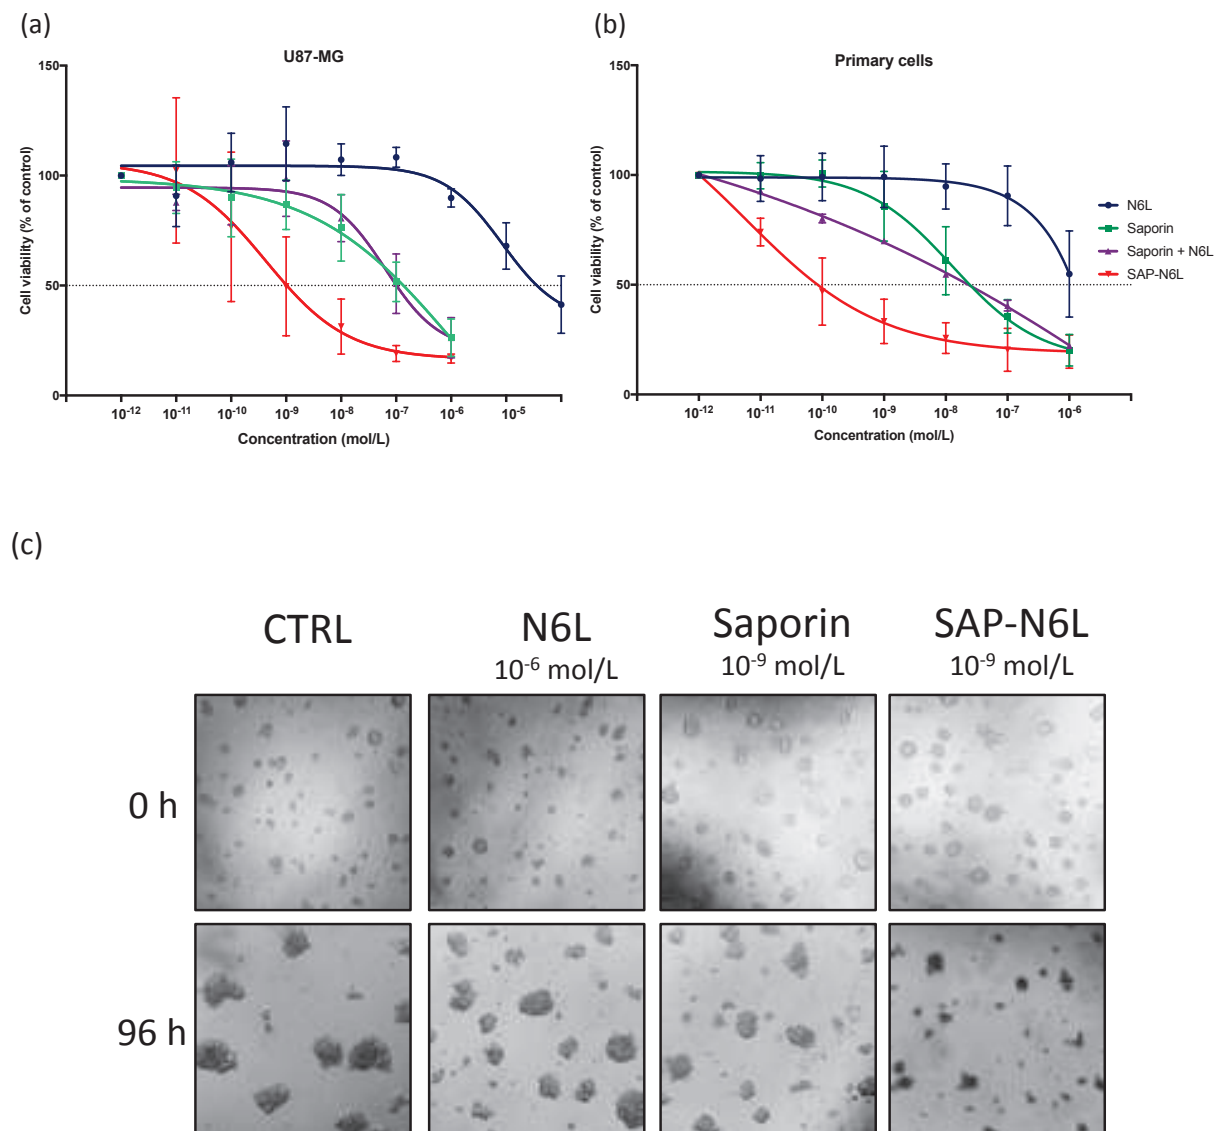 (a)
U87-MG
150
100
50
0
Cell viability (% of control)
10⁻¹² 10⁻¹¹ 10⁻¹⁰ 10⁻⁹ 10⁻⁸ 10⁻⁷ 10⁻⁶ 10⁻⁵
Concentration (mol/L)
(b)
Primary cells
150
100
50
0
Cell viability (% of control)
10⁻¹² 10⁻¹¹ 10⁻¹⁰ 10⁻⁹ 10⁻⁸ 10⁻⁷ 10⁻⁶
Concentration (mol/L)
N6L
Saporin
Saporin + N6L
SAP-N6L
(c)
CTRL N6L Saporin SAP-N6L
10⁻⁶ mol/L 10⁻⁹ mol/L 10⁻⁹ mol/L
0 h
96 h